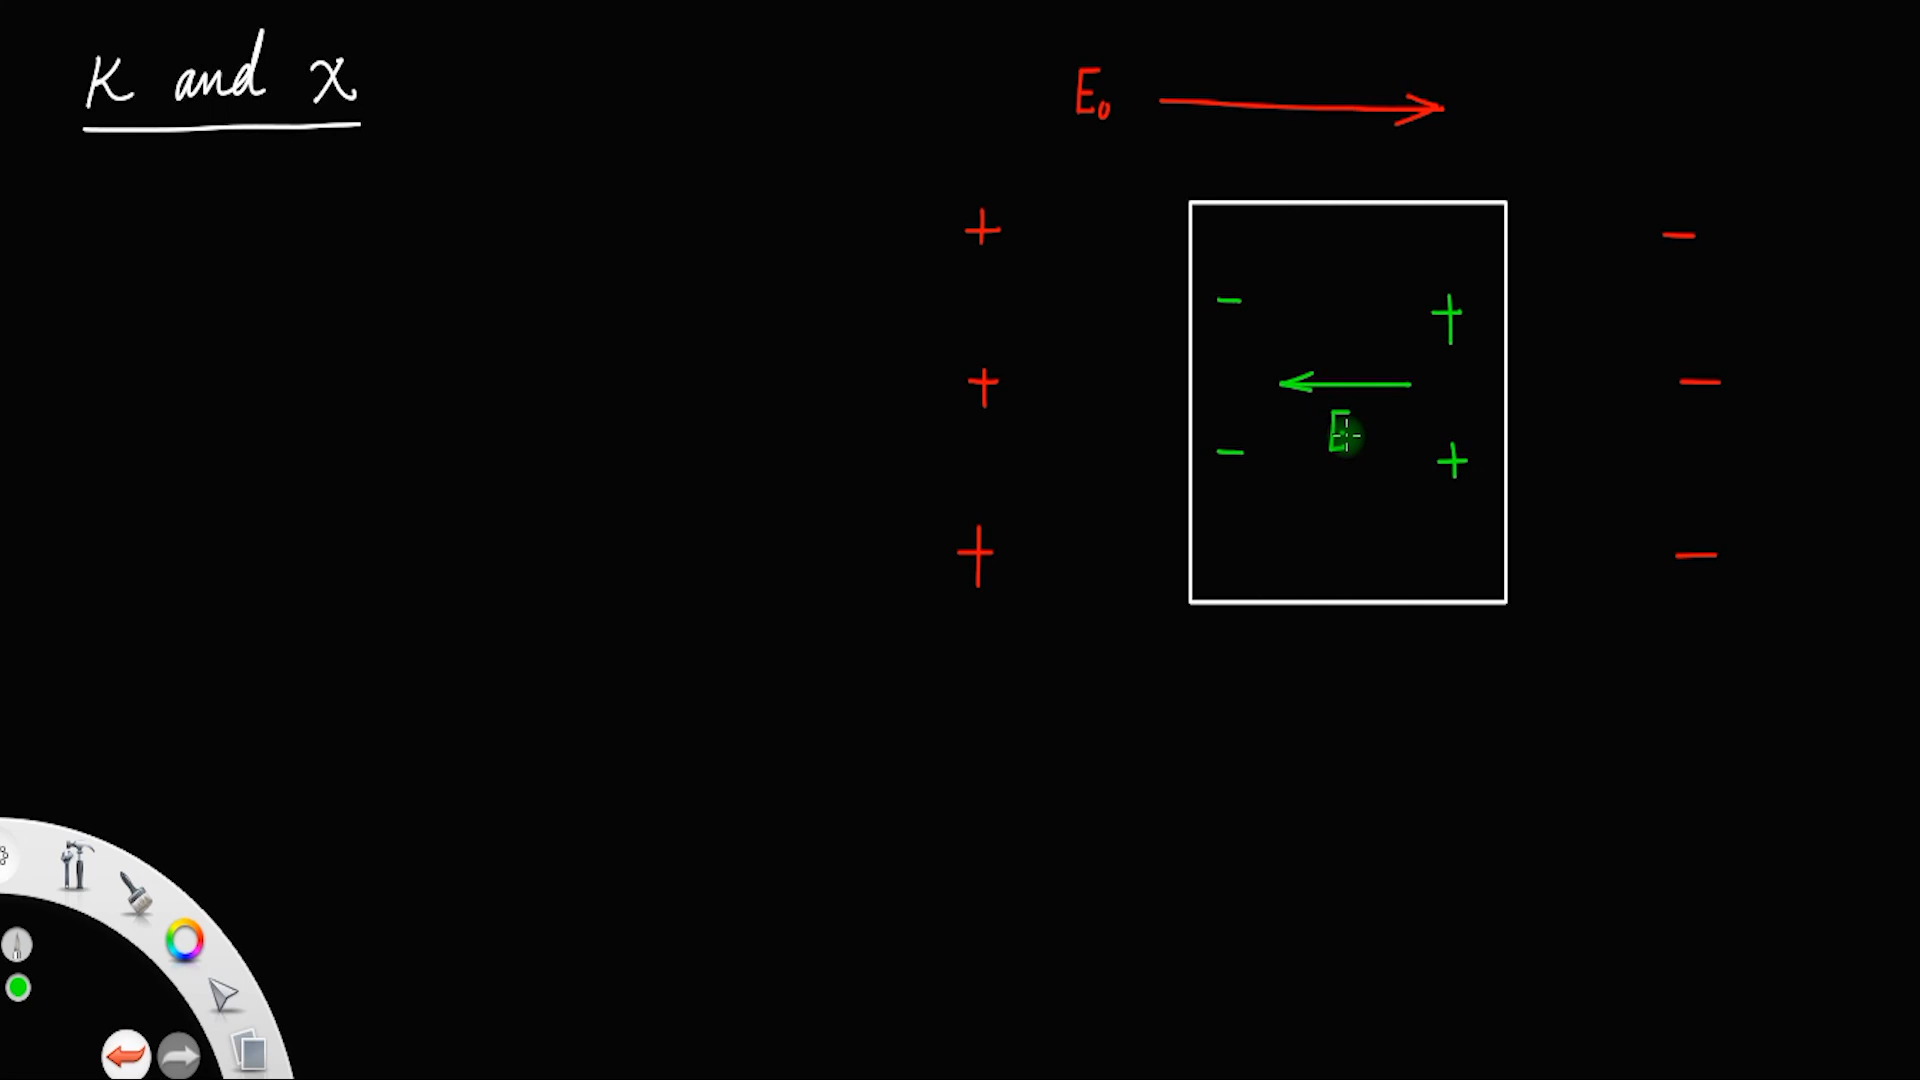 K and x
E₀
+ -
- +
+ -
E
- +
+ -